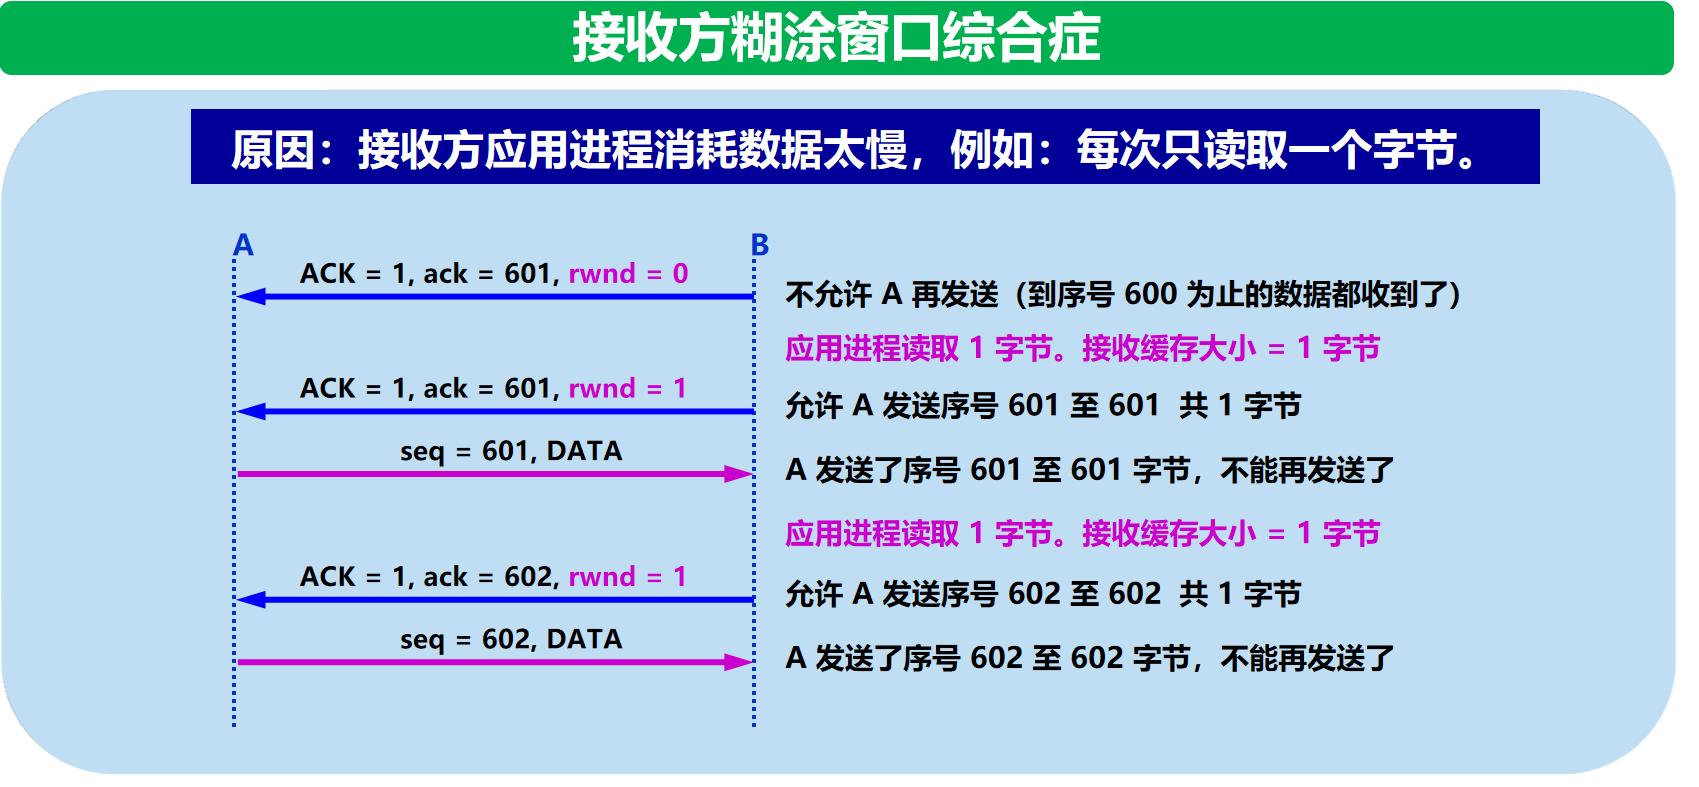 接收方糊涂窗口综合症
原因：接收方应用进程消耗数据太慢，例如：每次只读取一个字节。
A
B
ACK = 1, ack = 601, rwnd = 0
不允许 A 再发送（到序号 600 为止的数据都收到了）
应用进程读取 1 字节。接收缓存大小 = 1 字节
ACK = 1, ack = 601, rwnd = 1
允许 A 发送序号 601 至 601 共 1 字节
seq = 601, DATA
A 发送了序号 601 至 601 字节，不能再发送了
应用进程读取 1 字节。接收缓存大小 = 1 字节
ACK = 1, ack = 602, rwnd = 1
允许 A 发送序号 602 至 602 共 1 字节
seq = 602, DATA
A 发送了序号 602 至 602 字节，不能再发送了